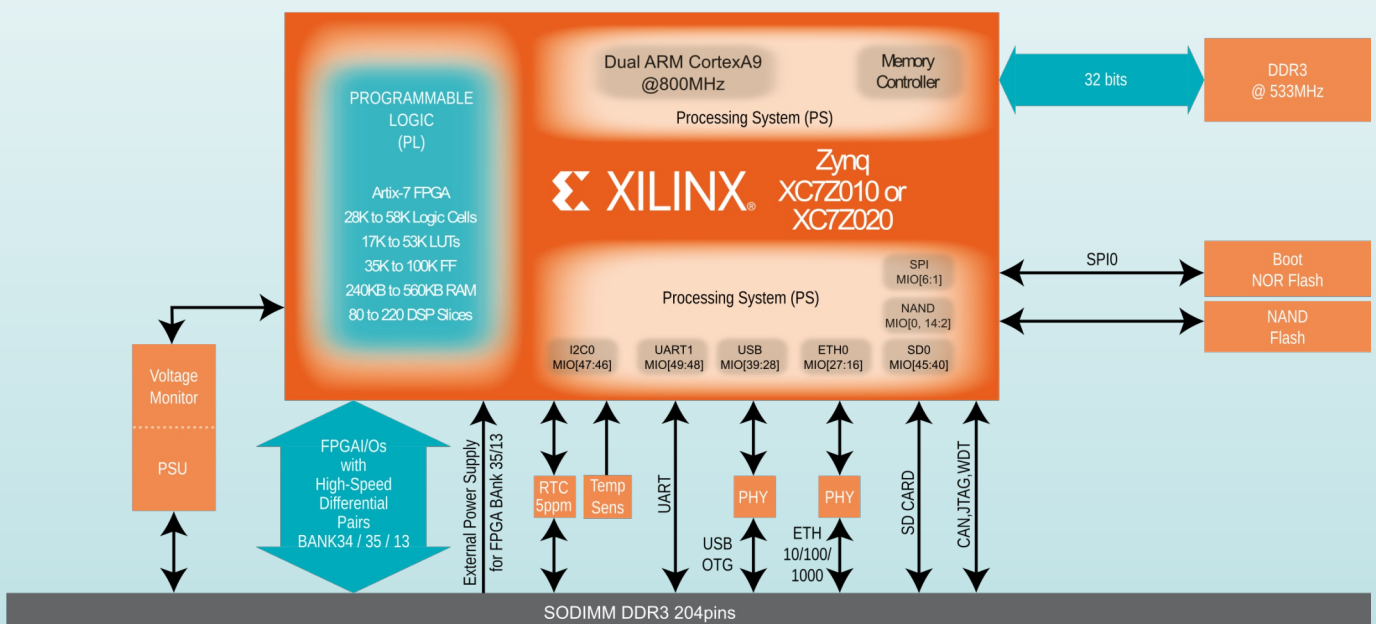 PROGRAMMABLE
LOGIC
(PL)
Artix-7 FPGA
28K to 58K Logic Cells
17K to 53K LUTs
35K to 100K FF
240KB to 560KB RAM
80 to 220 DSP Slices
Dual ARM CortexA9
@800MHz
Memory
Controller
Processing System (PS)
XILINX®
Zynq
XC7Z010 or
XC7Z020
Processing System (PS)
SPI
MIO[6:1]
NAND
MIO[0, 14:2]
I2C0
MIO[47:46]
UART1
MIO[49:48]
USB
MIO[39:28]
ETH0
MIO[27:16]
SD0
MIO[45:40]
32 bits
DDR3
@ 533MHz
SPI0
Boot
NOR Flash
NAND
Flash
Voltage
Monitor
PSU
FPGAI/Os
with
High-Speed
Differential
Pairs
BANK34 / 35 / 13
External Power Supply
for FPGA BAnk 35/13
RTC
5ppm
Temp
Sens
UART
PHY
USB
OTG
PHY
ETH
10/100/
1000
SD CARD
CAN,JTAG,WDT
SODIMM DDR3 204pins